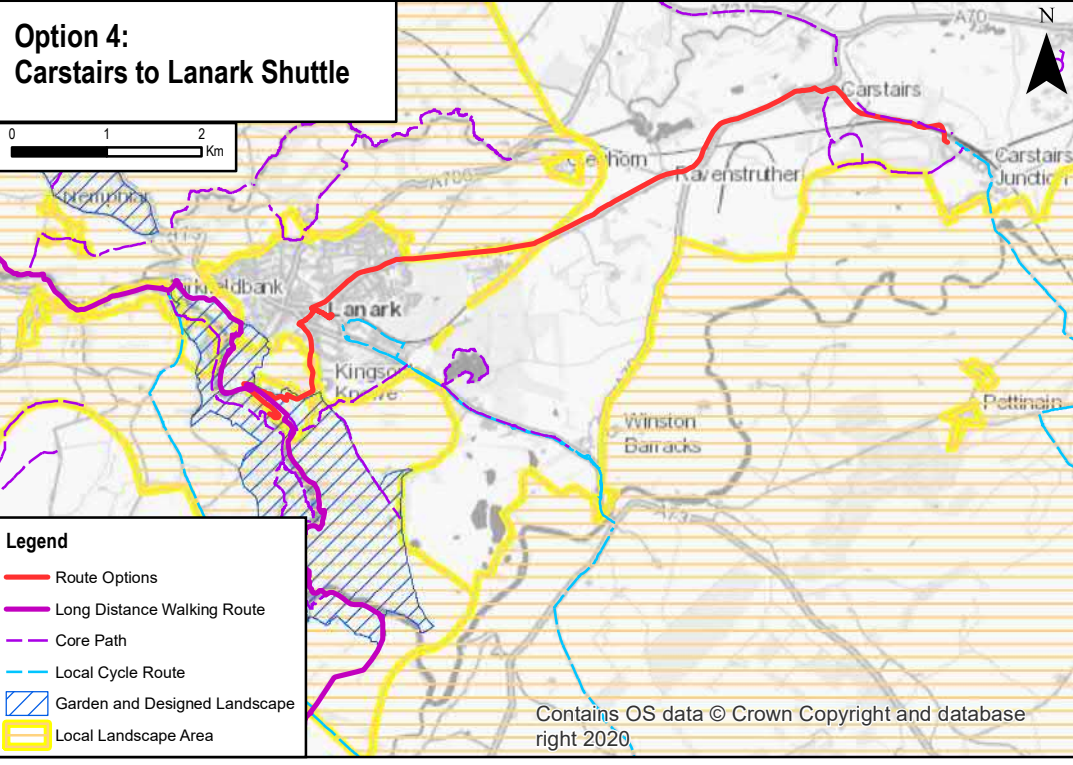 Option 4:
Carstairs to Lanark Shuttle
N
0 1 2
Km
A721
A70
Carstairs
Carstairs
Junction
Ravenstruther
A706
Lanark
Winston
Barracks
Pettinain
A73
Legend
Route Options
Long Distance Walking Route
Core Path
Local Cycle Route
Garden and Designed Landscape
Local Landscape Area
Contains OS data © Crown Copyright and database
right 2020